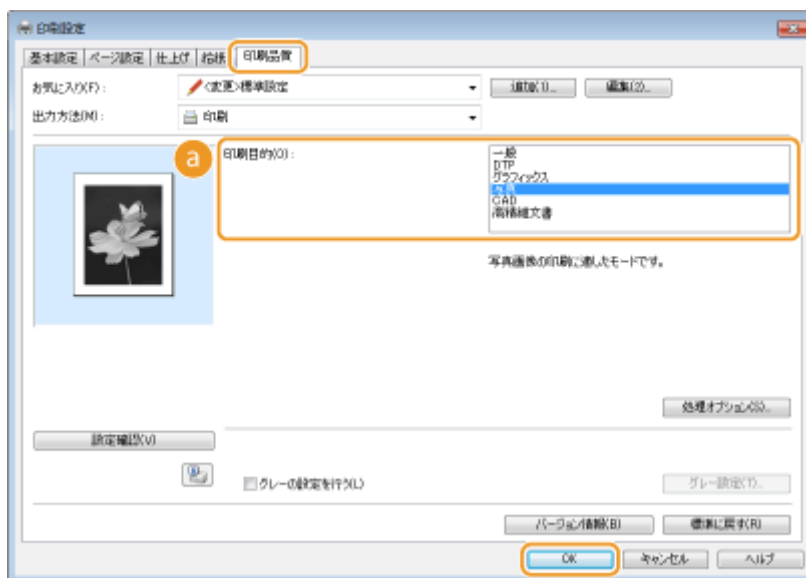 印刷設定
基本設定 ページ設定 仕上げ 給紙 印刷品質
お気に入り(F): <変更>標準設定 追加(1)... 編集(2)...
出力方法(M): 印刷
a 印刷目的(O):
一般
DTP
グラフィックス
写真
CAD
高精細文書
写真画像の印刷に適したモードです。
処理オプション(S)...
設定確認(V)
グレーの設定を行う(L) グレー設定(T)...
バージョン情報(B) 標準に戻す(R)
OK キャンセル ヘルプ